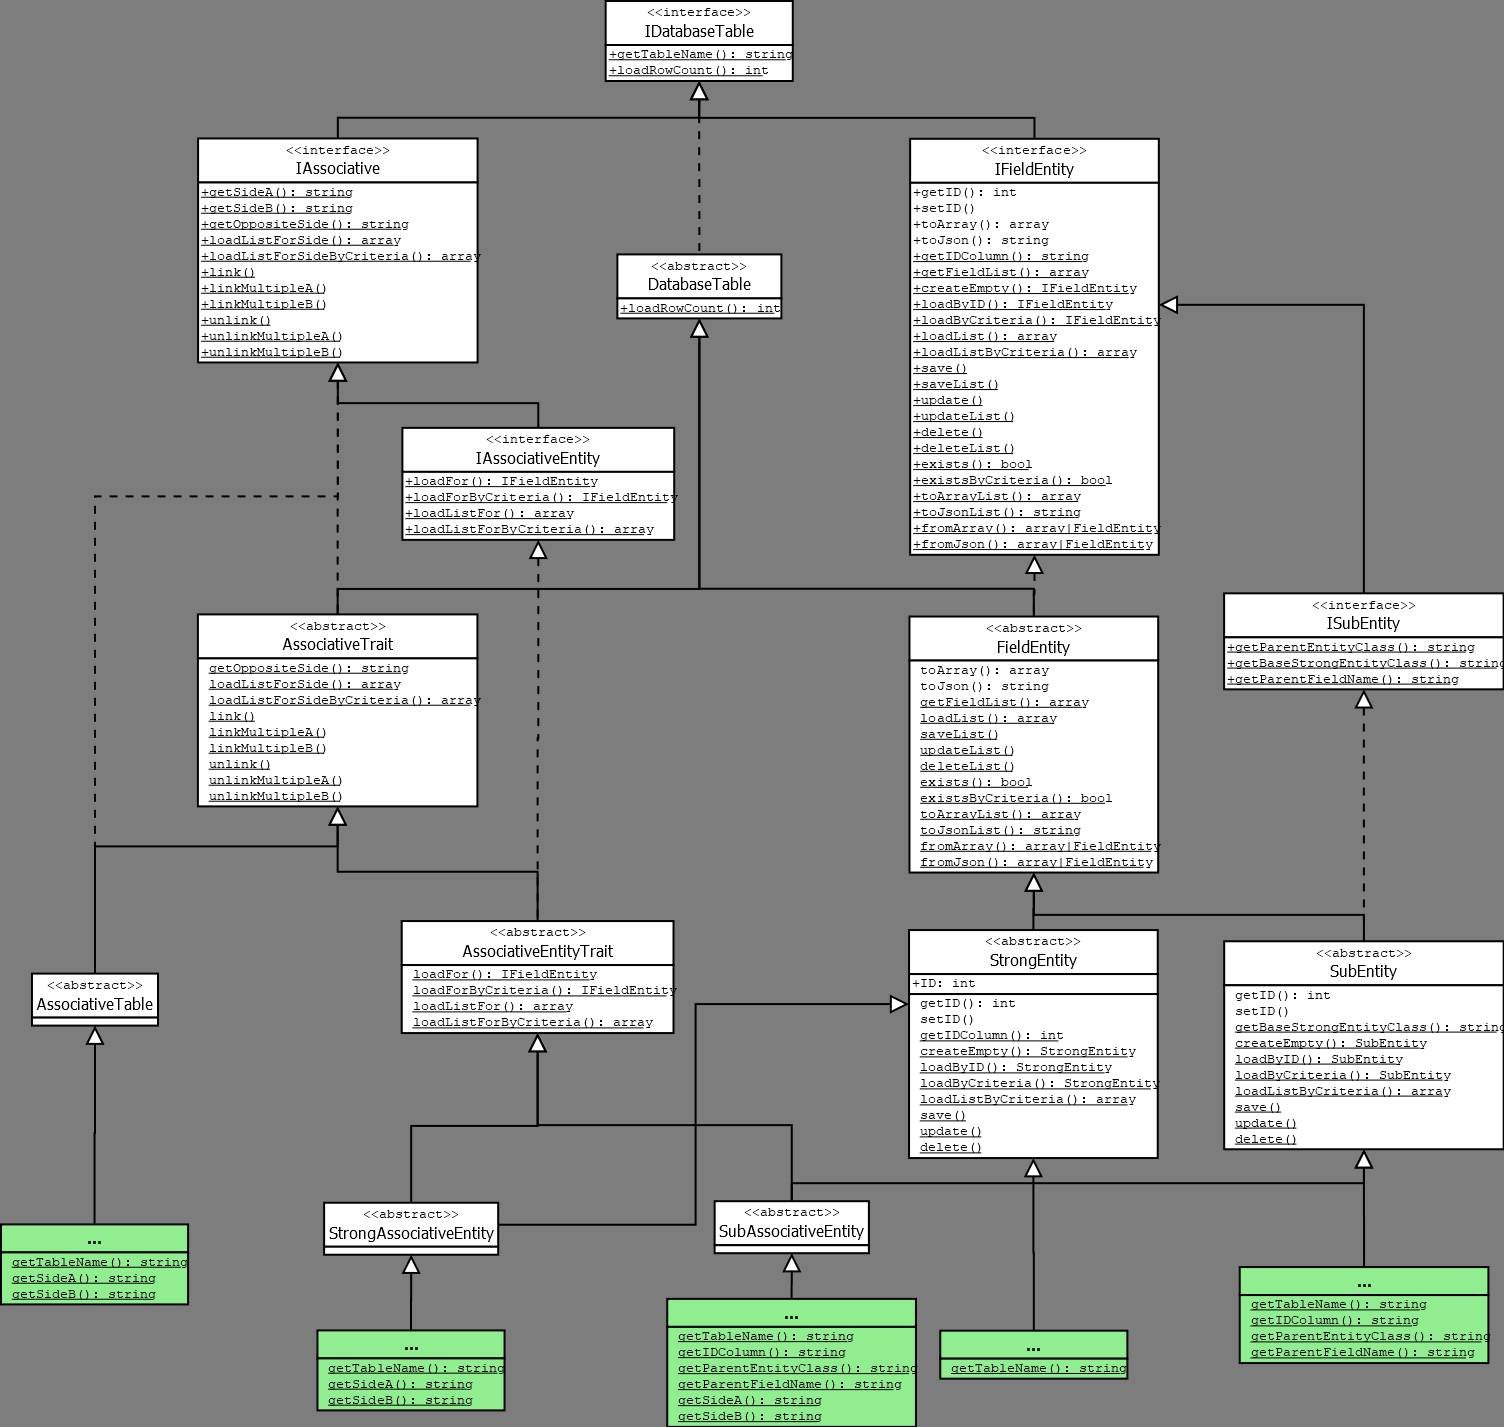 <<interface>>
IDatabaseTable
+getTableName(): string
+loadRowCount(): int
<<interface>>
IAssociative
+getSideA(): string
+getSideB(): string
+getOppositeSide(): string
+loadListForSide(): array
+loadListForSideByCriteria(): array
+link()
+linkMultipleA()
+linkMultipleB()
+unlink()
+unlinkMultipleA()
+unlinkMultipleB()
<<abstract>>
DatabaseTable
+loadRowCount(): int
<<interface>>
IFieldEntity
+getID(): int
+setID()
+toArray(): array
+toJson(): string
+getIDColumn(): string
+getFieldList(): array
+createEmpty(): IFieldEntity
+loadByID(): IFieldEntity
+loadByCriteria(): IFieldEntity
+loadList(): array
+loadListByCriteria(): array
+save()
+saveList()
+update()
+updateList()
+delete()
+deleteList()
+exists(): bool
+existsByCriteria(): bool
+toArrayList(): array
+toJsonList(): string
+fromArray(): array|FieldEntity
+fromJson(): array|FieldEntity
<<interface>>
IAssociativeEntity
+loadFor(): IFieldEntity
+loadForByCriteria(): IFieldEntity
+loadListFor(): array
+loadListForByCriteria(): array
<<interface>>
ISubEntity
+getParentEntityClass(): string
+getBaseStrongEntityClass(): string
+getParentFieldName(): string
<<abstract>>
AssociativeTrait
getOppositeSide(): string
loadListForSide(): array
loadListForSideByCriteria(): array
link()
linkMultipleA()
linkMultipleB()
unlink()
unlinkMultipleA()
unlinkMultipleB()
<<abstract>>
FieldEntity
toArray(): array
toJson(): string
getFieldList(): array
loadList(): array
saveList()
updateList()
deleteList()
exists(): bool
existsByCriteria(): bool
toArrayList(): array
toJsonList(): string
fromArray(): array|FieldEntity
fromJson(): array|FieldEntity
<<abstract>>
AssociativeTable
<<abstract>>
AssociativeEntityTrait
loadFor(): IFieldEntity
loadForByCriteria(): IFieldEntity
loadListFor(): array
loadListForByCriteria(): array
<<abstract>>
StrongEntity
+ID: int
getID(): int
setID()
getIDColumn(): int
createEmpty(): StrongEntity
loadByID(): StrongEntity
loadByCriteria(): StrongEntity
loadListByCriteria(): array
save()
update()
delete()
<<abstract>>
SubEntity
getID(): int
setID()
getBaseStrongEntityClass(): string
createEmpty(): SubEntity
loadByID(): SubEntity
loadByCriteria(): SubEntity
loadListByCriteria(): array
save()
update()
delete()
<<abstract>>
StrongAssociativeEntity
<<abstract>>
SubAssociativeEntity
...
getTableName(): string
getSideA(): string
getSideB(): string
...
getTableName(): string
getSideA(): string
getSideB(): string
...
getTableName(): string
getIDColumn(): string
getParentEntityClass(): string
getParentFieldName(): string
getSideA(): string
getSideB(): string
...
getTableName(): string
...
getTableName(): string
getIDColumn(): string
getParentEntityClass(): string
getParentFieldName(): string